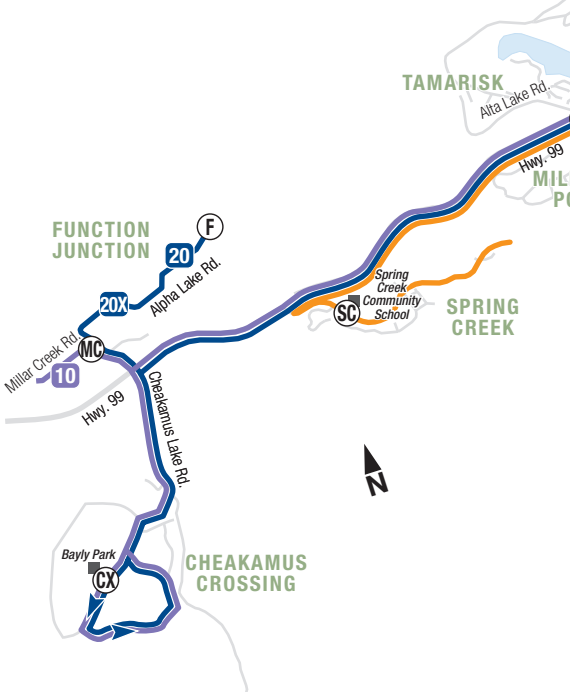 TAMARISK
Alta Lake Rd.
Hwy. 99
FUNCTION
JUNCTION
F
20
Alpha Lake Rd.
20X
Millar Creek Rd.
MC
10
Hwy. 99
Cheakamus Lake Rd.
Spring
Creek
Community
School
SC
SPRING
CREEK
N
Bayly Park
CX
CHEAKAMUS
CROSSING